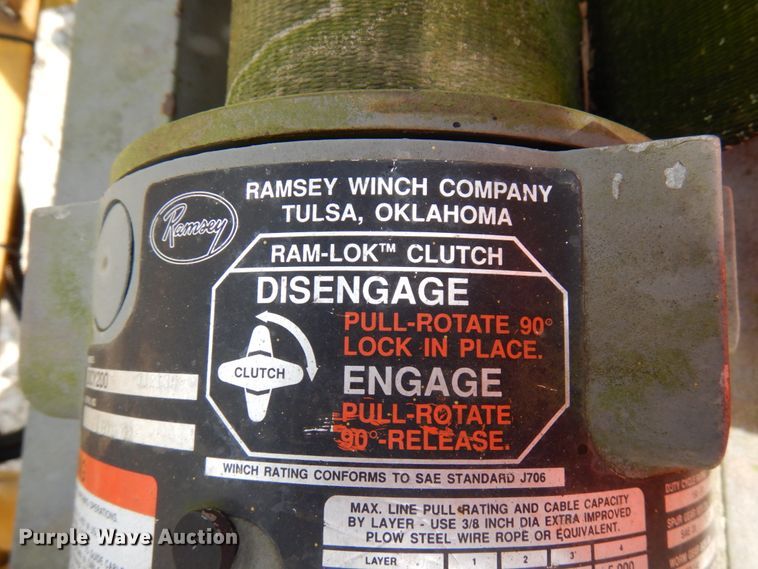 Ramsey
RAMSEY WINCH COMPANY
TULSA, OKLAHOMA
RAM-LOK™ CLUTCH
DISENGAGE
PULL-ROTATE 90°
LOCK IN PLACE.
CLUTCH
ENGAGE
PULL-ROTATE
90°-RELEASE.
WINCH RATING CONFORMS TO SAE STANDARD J706
MAX. LINE PULL RATING AND CABLE CAPACITY
BY LAYER - USE 3/8 INCH DIA EXTRA IMPROVED
PLOW STEEL WIRE ROPE OR EQUIVALENT.
LAYER 1 2 3 4
DUTY CYCLE
Purple Wave Auction